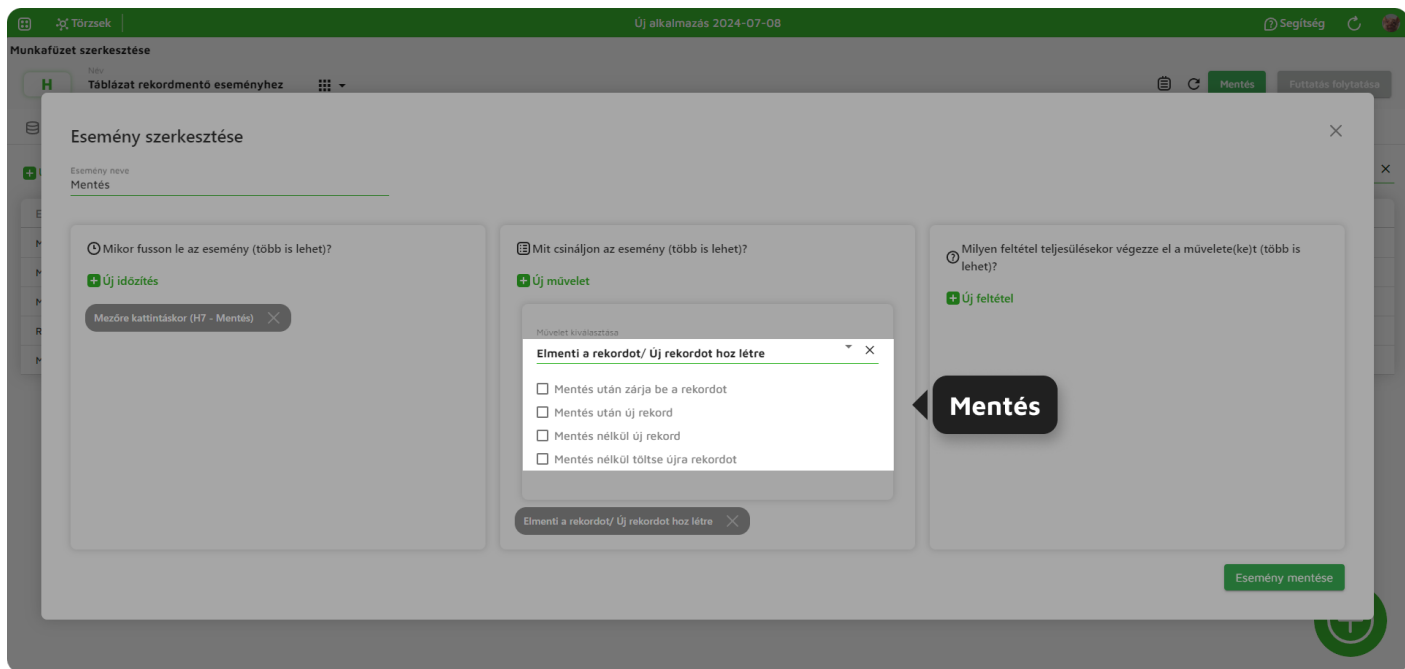 Törzsek
Új alkalmazás 2024-07-08
Segítség
Munkafüzet szerkesztése
Név
H
Táblázat rekordmentő eseményhez
Mentés
Futtatás folytatása
Esemény szerkesztése
Esemény neve
Mentés
Mikor fusson le az esemény (több is lehet)?
Új időzítés
Mezőre kattintáskor (H7 - Mentés)
Mit csináljon az esemény (több is lehet)?
Új művelet
Művelet kiválasztása
Elmenti a rekordot/ Új rekordot hoz létre
Mentés után zárja be a rekordot
Mentés után új rekord
Mentés nélkül új rekord
Mentés nélkül töltse újra rekordot
Elmenti a rekordot/ Új rekordot hoz létre
Milyen feltétel teljesülésekor végezze el a művelete(ke)t (több is
lehet)?
Új feltétel
Mentés
Esemény mentése